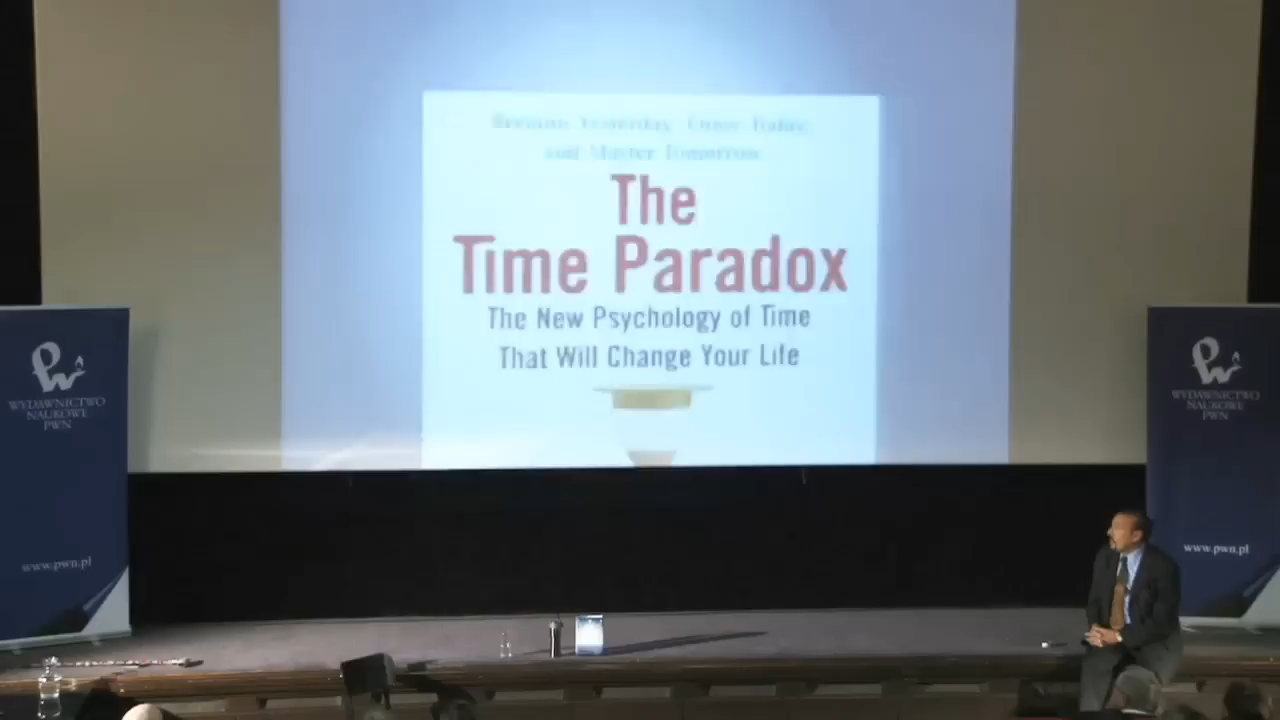 The
Time Paradox
The New Psychology of Time
That Will Change Your Life
WYDAWNICTWO
NAUKOWE
PWN
www.pwn.pl
WYDAWNICTWO
NAUKOWE
PWN
www.pwn.pl